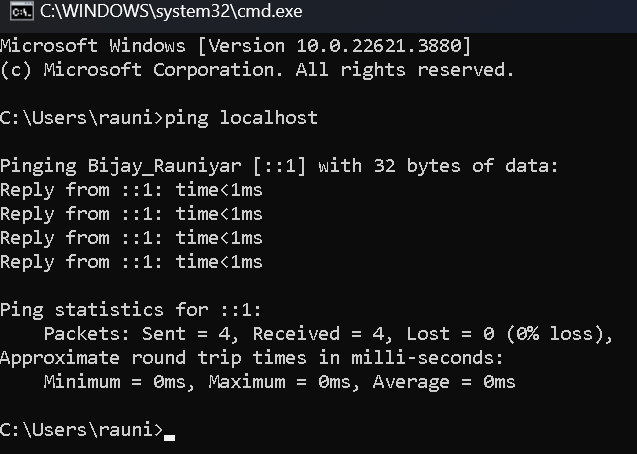 C:\WINDOWS\system32\cmd.exe
Microsoft Windows [Version 10.0.22621.3880]
(c) Microsoft Corporation. All rights reserved.
C:\Users\rauni>ping localhost
Pinging Bijay_Rauniyar [::1] with 32 bytes of data:
Reply from ::1: time<1ms
Reply from ::1: time<1ms
Reply from ::1: time<1ms
Reply from ::1: time<1ms
Ping statistics for ::1:
    Packets: Sent = 4, Received = 4, Lost = 0 (0% loss),
Approximate round trip times in milli-seconds:
    Minimum = 0ms, Maximum = 0ms, Average = 0ms
C:\Users\rauni>